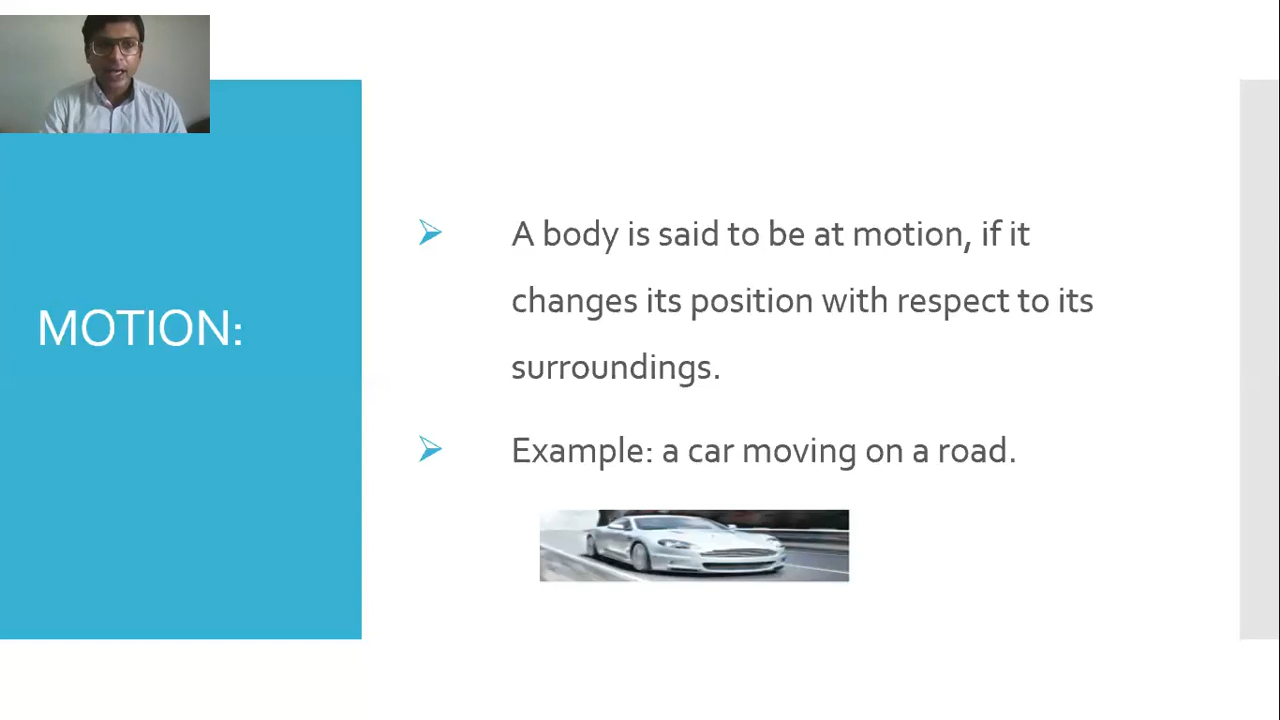 MOTION:
A body is said to be at motion, if it
changes its position with respect to its
surroundings.
Example: a car moving on a road.